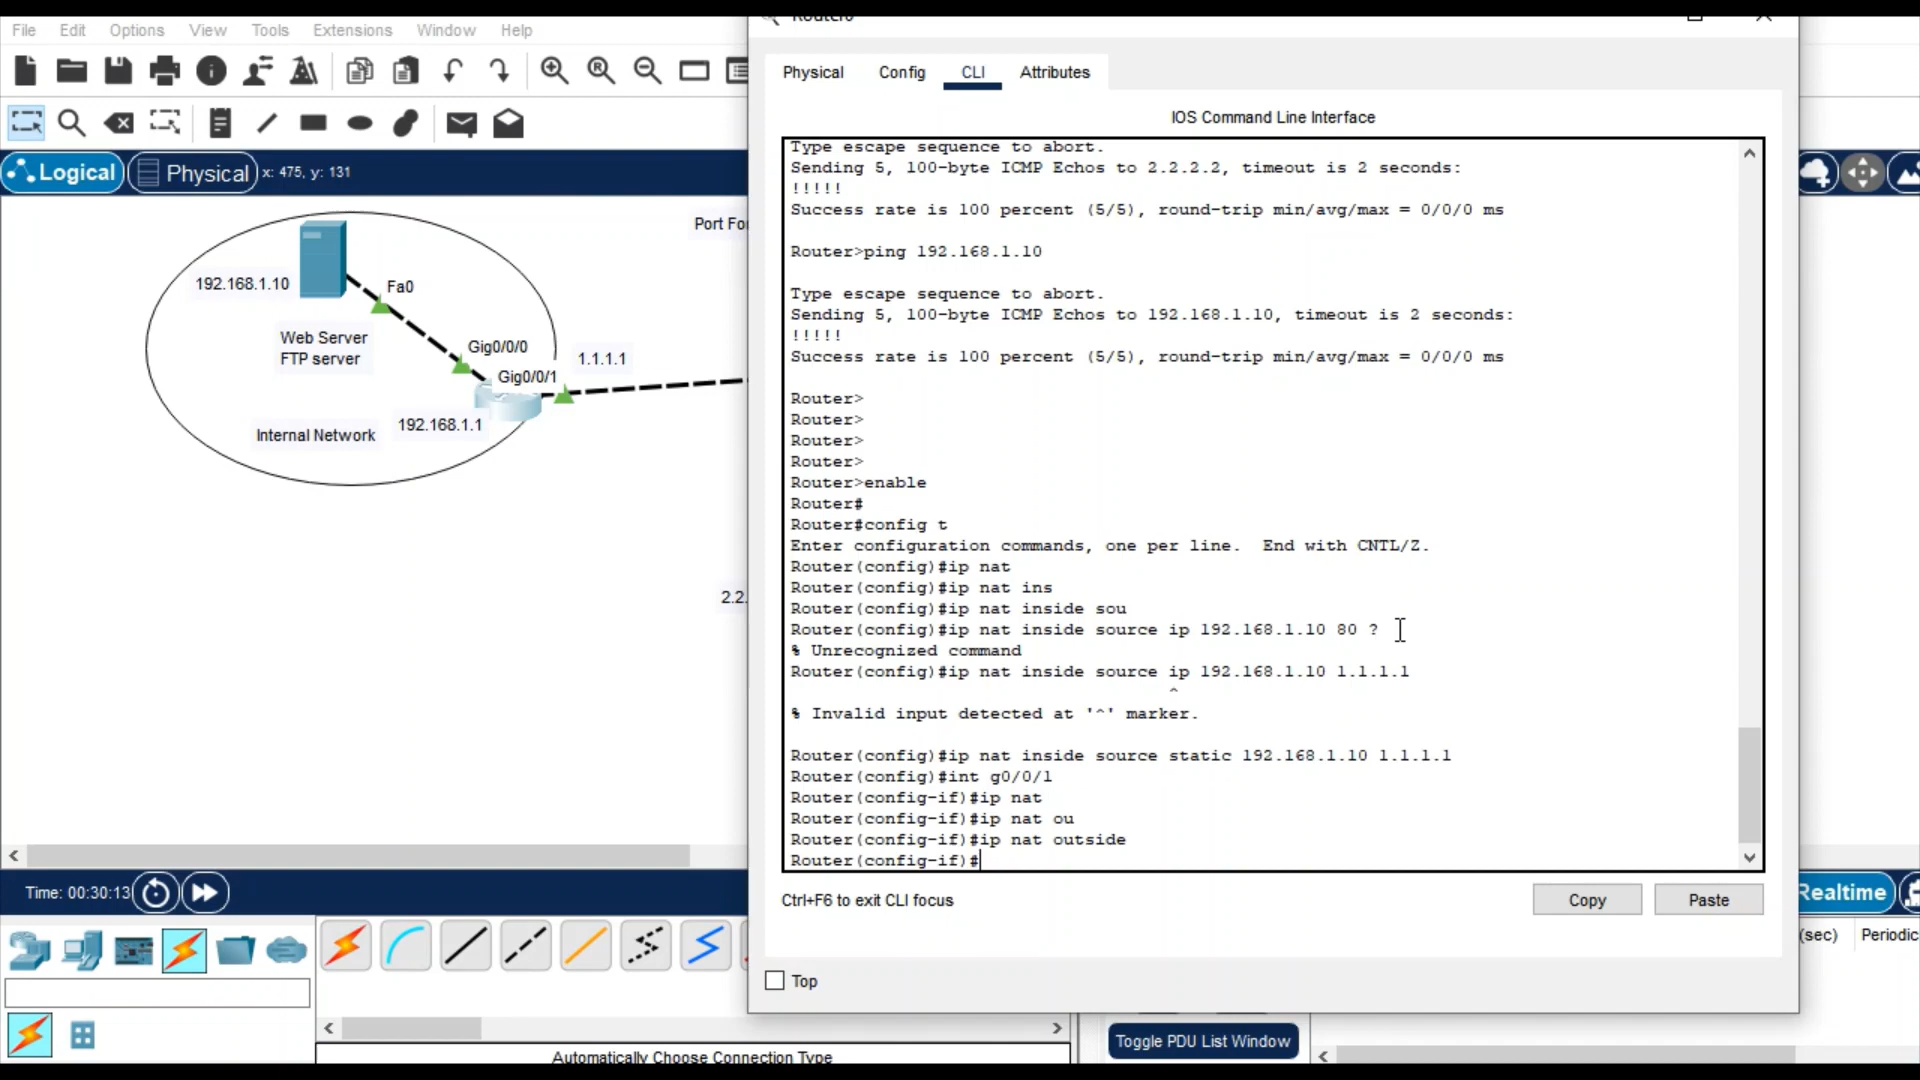 Router0
File Edit Options View Tools Extensions Window Help
Physical Config CLI Attributes
IOS Command Line Interface
Logical Physical x: 475, y: 131
Type escape sequence to abort.
Sending 5, 100-byte ICMP Echos to 2.2.2.2, timeout is 2 seconds:
!!!!!
Success rate is 100 percent (5/5), round-trip min/avg/max = 0/0/0 ms
Router>ping 192.168.1.10
Type escape sequence to abort.
Sending 5, 100-byte ICMP Echos to 192.168.1.10, timeout is 2 seconds:
!!!!!
Success rate is 100 percent (5/5), round-trip min/avg/max = 0/0/0 ms
Router>
Router>
Router>
Router>
Router>enable
Router#
Router#config t
Enter configuration commands, one per line.  End with CNTL/Z.
Router(config)#ip nat
Router(config)#ip nat ins
Router(config)#ip nat inside sou
Router(config)#ip nat inside source ip 192.168.1.10 80 ?
% Unrecognized command
Router(config)#ip nat inside source ip 192.168.1.10 1.1.1.1
^
% Invalid input detected at '^' marker.
Router(config)#ip nat inside source static 192.168.1.10 1.1.1.1
Router(config)#int g0/0/1
Router(config-if)#ip nat
Router(config-if)#ip nat ou
Router(config-if)#ip nat outside
Router(config-if)#
Ctrl+F6 to exit CLI focus
Copy Paste
Top
Port Fo
192.168.1.10
Fa0
Web Server
FTP server
Gig0/0/0
1.1.1.1
Gig0/0/1
192.168.1.1
Internal Network
2.2.
Time: 00:30:13
Realtime
(sec) Periodic
Toggle PDU List Window
Automatically Choose Connection Type